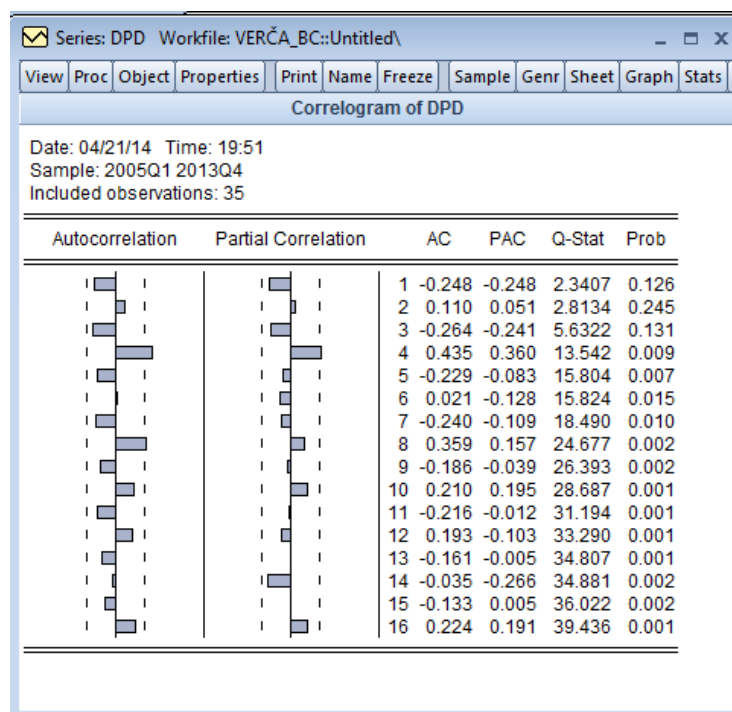 Series: DPD Workfile: VERČA_BC::Untitled\
View Proc Object Properties Print Name Freeze Sample Genr Sheet Graph Stats
Correlogram of DPD
Date: 04/21/14 Time: 19:51
Sample: 2005Q1 2013Q4
Included observations: 35
Autocorrelation Partial Correlation AC PAC Q-Stat Prob
1 -0.248 -0.248 2.3407 0.126
2 0.110 0.051 2.8134 0.245
3 -0.264 -0.241 5.6322 0.131
4 0.435 0.360 13.542 0.009
5 -0.229 -0.083 15.804 0.007
6 0.021 -0.128 15.824 0.015
7 -0.240 -0.109 18.490 0.010
8 0.359 0.157 24.677 0.002
9 -0.186 -0.039 26.393 0.002
10 0.210 0.195 28.687 0.001
11 -0.216 -0.012 31.194 0.001
12 0.193 -0.103 33.290 0.001
13 -0.161 -0.005 34.807 0.001
14 -0.035 -0.266 34.881 0.002
15 -0.133 0.005 36.022 0.002
16 0.224 0.191 39.436 0.001